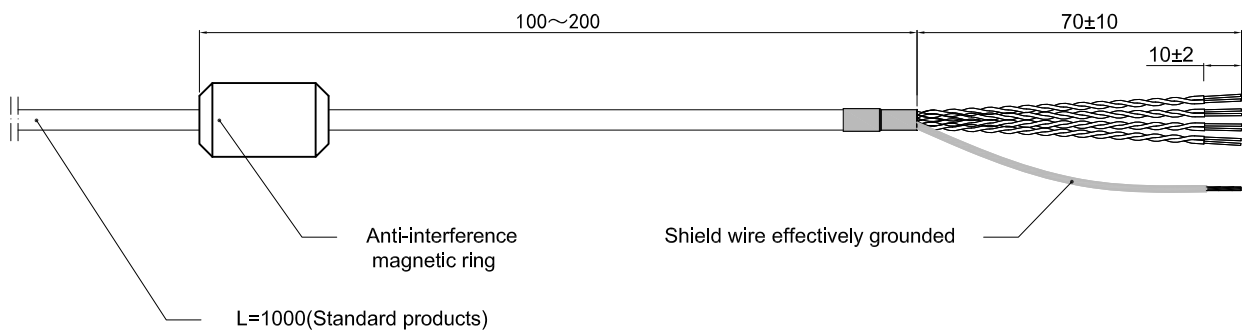 100～200
70±10
10±2
Anti-interference
magnetic ring
Shield wire effectively grounded
L=1000(Standard products)